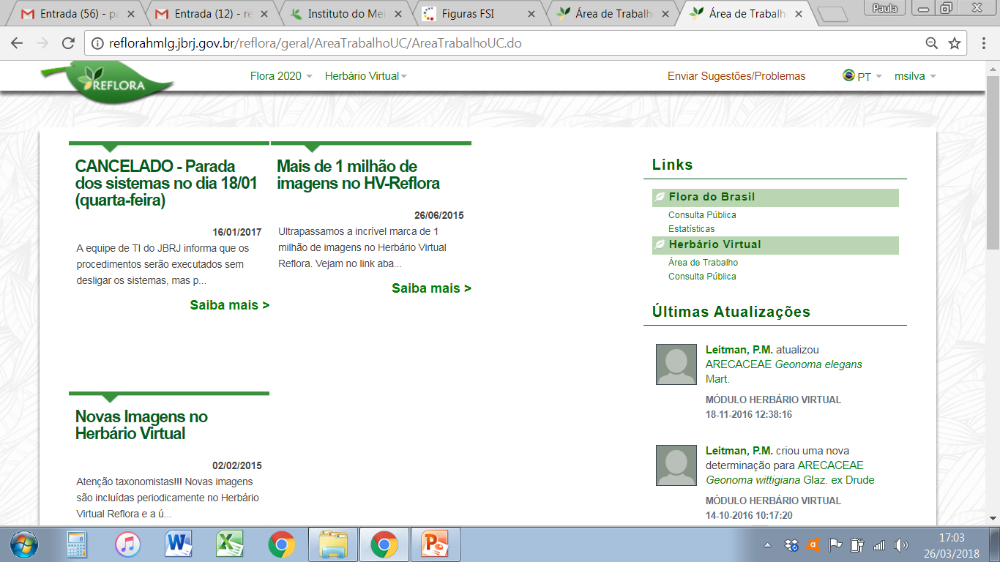 Entrada (56) - pa
Entrada (12) - re
Instituto do Mei
Figuras FSI
Área de Trabalh
Área de Trabalh
Paula
reflorahmlg.jbrj.gov.br/reflora/geral/AreaTrabalhoUC/AreaTrabalhoUC.do
REFLORA
Flora 2020
Herbário Virtual
Enviar Sugestões/Problemas
PT
msilva
CANCELADO - Parada
dos sistemas no dia 18/01
(quarta-feira)
16/01/2017
A equipe de TI do JBRJ informa que os
procedimentos serão executados sem
desligar os sistemas, mas p...
Saiba mais >
Mais de 1 milhão de
imagens no HV-Reflora
26/06/2015
Ultrapassamos a incrível marca de 1
milhão de imagens no Herbário Virtual
Reflora. Vejam no link aba...
Saiba mais >
Novas Imagens no
Herbário Virtual
02/02/2015
Atenção taxonomistas!!! Novas imagens
são incluídas periodicamente no Herbário
Virtual Reflora e a ú...
Links
Flora do Brasil
Consulta Pública
Estatísticas
Herbário Virtual
Área de Trabalho
Consulta Pública
Últimas Atualizações
Leitman, P.M. atualizou
ARECACEAE Geonoma elegans
Mart.
MÓDULO HERBÁRIO VIRTUAL
18-11-2016 12:38:16
Leitman, P.M. criou uma nova
determinação para ARECACEAE
Geonoma wittigiana Glaz. ex Drude
MÓDULO HERBÁRIO VIRTUAL
14-10-2016 10:17:20
17:03
26/03/2018